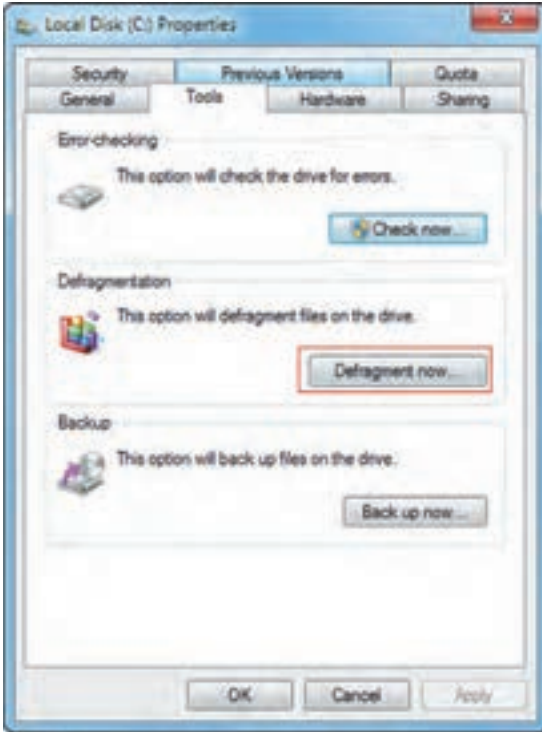 Local Disk (C:) Properties
Security Previous Versions Quota
General Tools Hardware Sharing
Error-checking
This option will check the drive for errors.
Check now...
Defragmentation
This option will defragment files on the drive.
Defragment now...
Backup
This option will back up files on the drive.
Back up now...
OK Cancel Apply